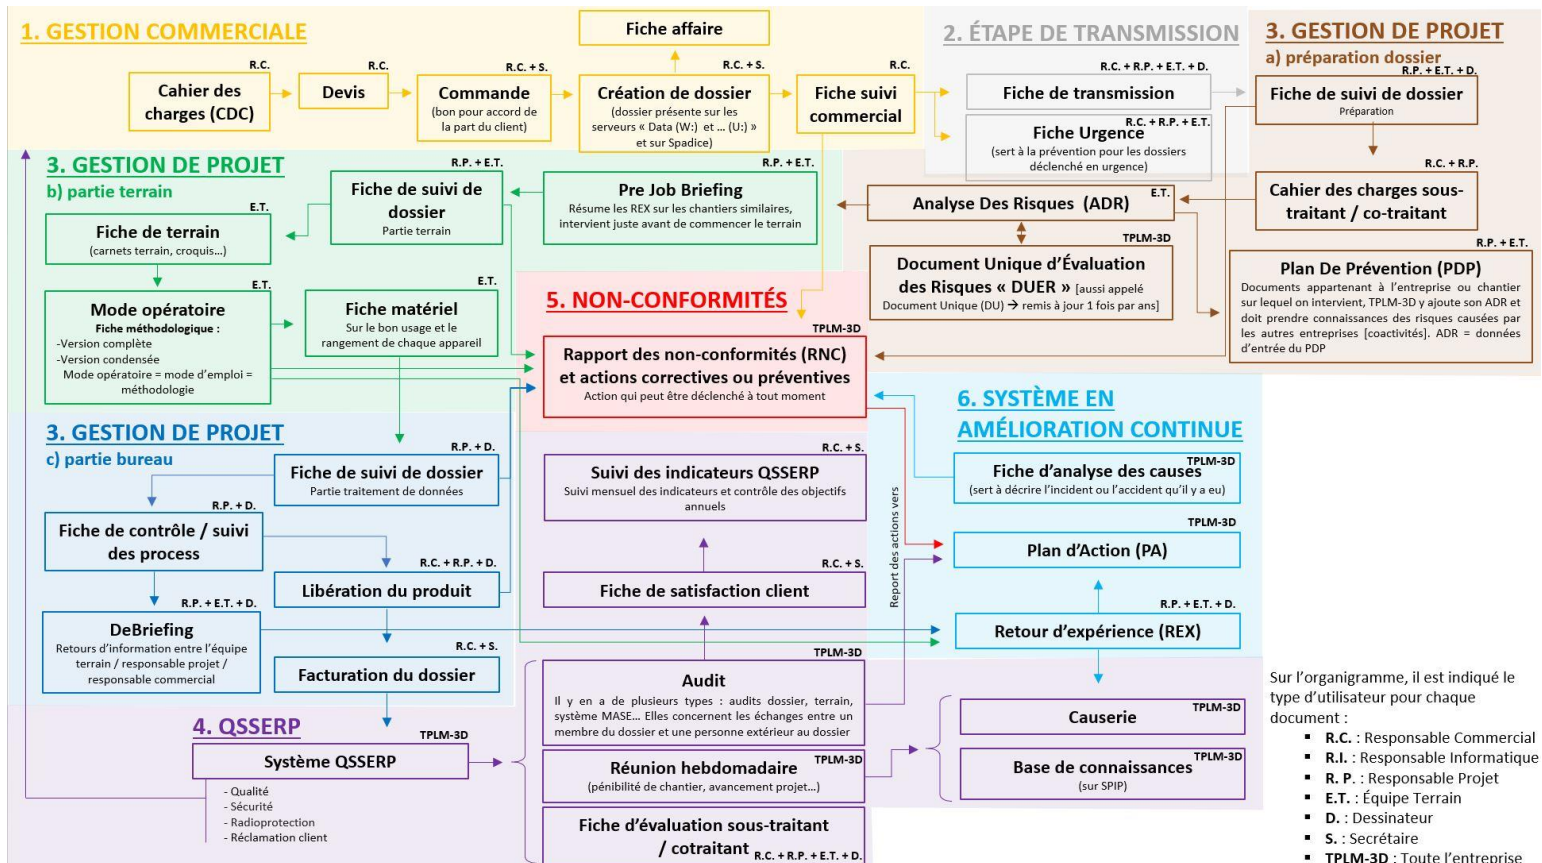 1. GESTION COMMERCIALE
R.C.
Cahier des
charges (CDC)
R.C.
Devis
R.C. + S.
Commande
(bon pour accord de
la part du client)
Fiche affaire
R.C. + S.
Création de dossier
(dossier présente sur les
serveurs « Data (W:) et ... (U:) »
et sur Spadice)
R.C.
Fiche suivi
commercial
2. ÉTAPE DE TRANSMISSION
R.C. + R.P. + E.T. + D.
Fiche de transmission
R.C. + R.P. + E.T.
Fiche Urgence
(sert à la prévention pour les dossiers
déclenché en urgence)
3. GESTION DE PROJET
a) préparation dossier
R.P. + E.T. + D.
Fiche de suivi de dossier
Préparation
R.C. + R.P.
Cahier des charges sous-
traitant / co-traitant
E.T.
Analyse Des Risques (ADR)
TPLM-3D
Document Unique d’Évaluation
des Risques « DUER » [aussi appelé
Document Unique (DU) → remis à jour 1 fois par ans]
R.P. + E.T.
Plan De Prévention (PDP)
Documents appartenant à l’entreprise ou chantier
sur lequel on intervient, TPLM-3D y ajoute son ADR et
doit prendre connaissances des risques causées par
les autres entreprises [coactivités]. ADR = données
d’entrée du PDP
3. GESTION DE PROJET
b) partie terrain
R.P. + E.T.
Pre Job Briefing
Résume les REX sur les chantiers similaires,
intervient juste avant de commencer le terrain
R.P. + E.T.
Fiche de suivi de
dossier
Partie terrain
E.T.
Fiche de terrain
(carnets terrain, croquis...)
E.T.
Mode opératoire
Fiche méthodologique :
-Version complète
-Version condensée
Mode opératoire = mode d’emploi =
méthodologie
E.T.
Fiche matériel
Sur le bon usage et le
rangement de chaque appareil
5. NON-CONFORMITÉS
TPLM-3D
Rapport des non-conformités (RNC)
et actions correctives ou préventives
Action qui peut être déclenché à tout moment
3. GESTION DE PROJET
c) partie bureau
R.P. + D.
Fiche de suivi de dossier
Partie traitement de données
R.P. + D.
Fiche de contrôle / suivi
des process
R.C. + R.P. + D.
Libération du produit
R.P. + E.T. + D.
DeBriefing
Retours d’information entre l’équipe
terrain / responsable projet /
responsable commercial
R.C. + S.
Facturation du dossier
6. SYSTÈME EN
AMÉLIORATION CONTINUE
TPLM-3D
Fiche d’analyse des causes
(sert à décrire l’incident ou l’accident qu’il y a eu)
TPLM-3D
Plan d’Action (PA)
R.P. + E.T. + D.
Retour d’expérience (REX)
Report des actions vers
R.C. + S.
Suivi des indicateurs QSSERP
Suivi mensuel des indicateurs et contrôle des objectifs
annuels
R.C. + S.
Fiche de satisfaction client
4. QSSERP
TPLM-3D
Système QSSERP
- Qualité
- Sécurité
- Radioprotection
- Réclamation client
TPLM-3D
Audit
Il y en a de plusieurs types : audits dossier, terrain,
système MASE... Elles concernent les échanges entre un
membre du dossier et une personne extérieur au dossier
TPLM-3D
Réunion hebdomadaire
(pénibilité de chantier, avancement projet...)
Fiche d’évaluation sous-traitant
/ cotraitant
R.C. + R.P. + E.T. + D.
TPLM-3D
Causerie
TPLM-3D
Base de connaissances
(sur SPIP)
Sur l’organigramme, il est indiqué le
type d’utilisateur pour chaque
document :
▪ R.C. : Responsable Commercial
▪ R.I. : Responsable Informatique
▪ R. P. : Responsable Projet
▪ E.T. : Équipe Terrain
▪ D. : Dessinateur
▪ S. : Secrétaire
▪ TPLM-3D : Toute l’entreprise